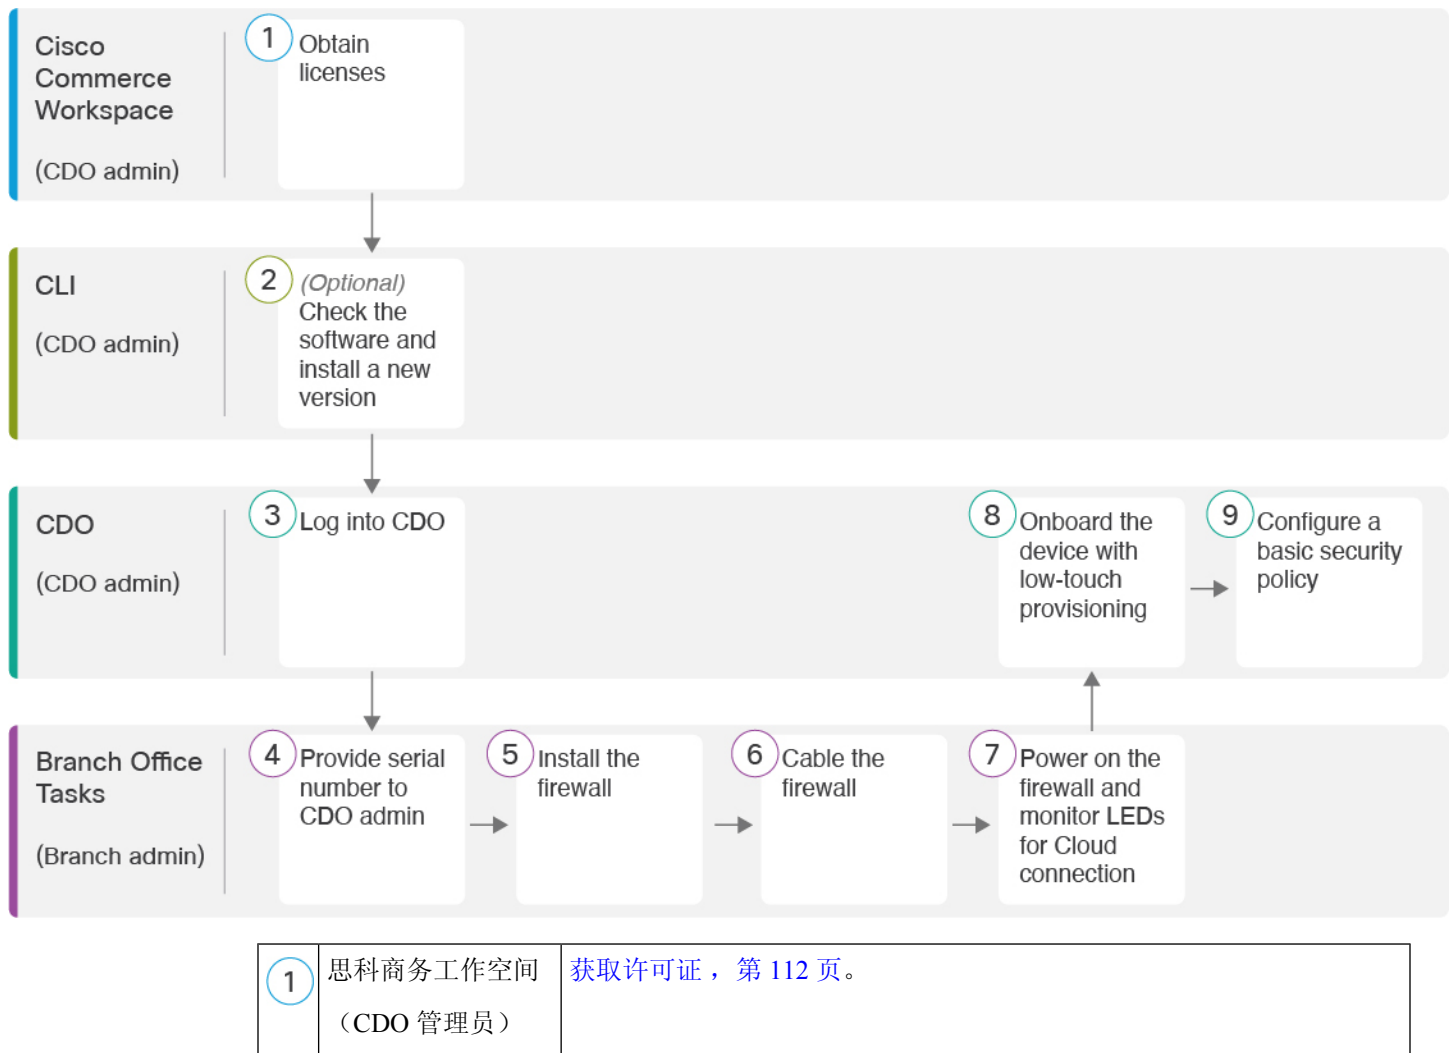 Cisco
Commerce
Workspace
(CDO admin)
1
Obtain
licenses
CLI
(CDO admin)
2
(Optional)
Check the
software and
install a new
version
CDO
(CDO admin)
3
Log into CDO
8
Onboard the
device with
low-touch
provisioning
9
Configure a
basic security
policy
Branch Office
Tasks
(Branch admin)
4
Provide serial
number to
CDO admin
5
Install the
firewall
6
Cable the
firewall
7
Power on the
firewall and
monitor LEDs
for Cloud
connection
1
思科商务工作空间
（CDO 管理员）
获取许可证，第 112 页。